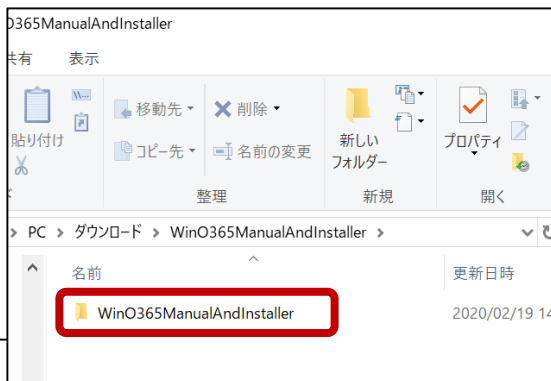 O365ManualAndInstaller
共有 表示
貼り付け
移動先 削除
コピー先 名前の変更
新しい
フォルダー
プロパティ
整理 新規 開く
> PC > ダウンロード > WinO365ManualAndInstaller >
名前 更新日時
WinO365ManualAndInstaller 2020/02/19 14